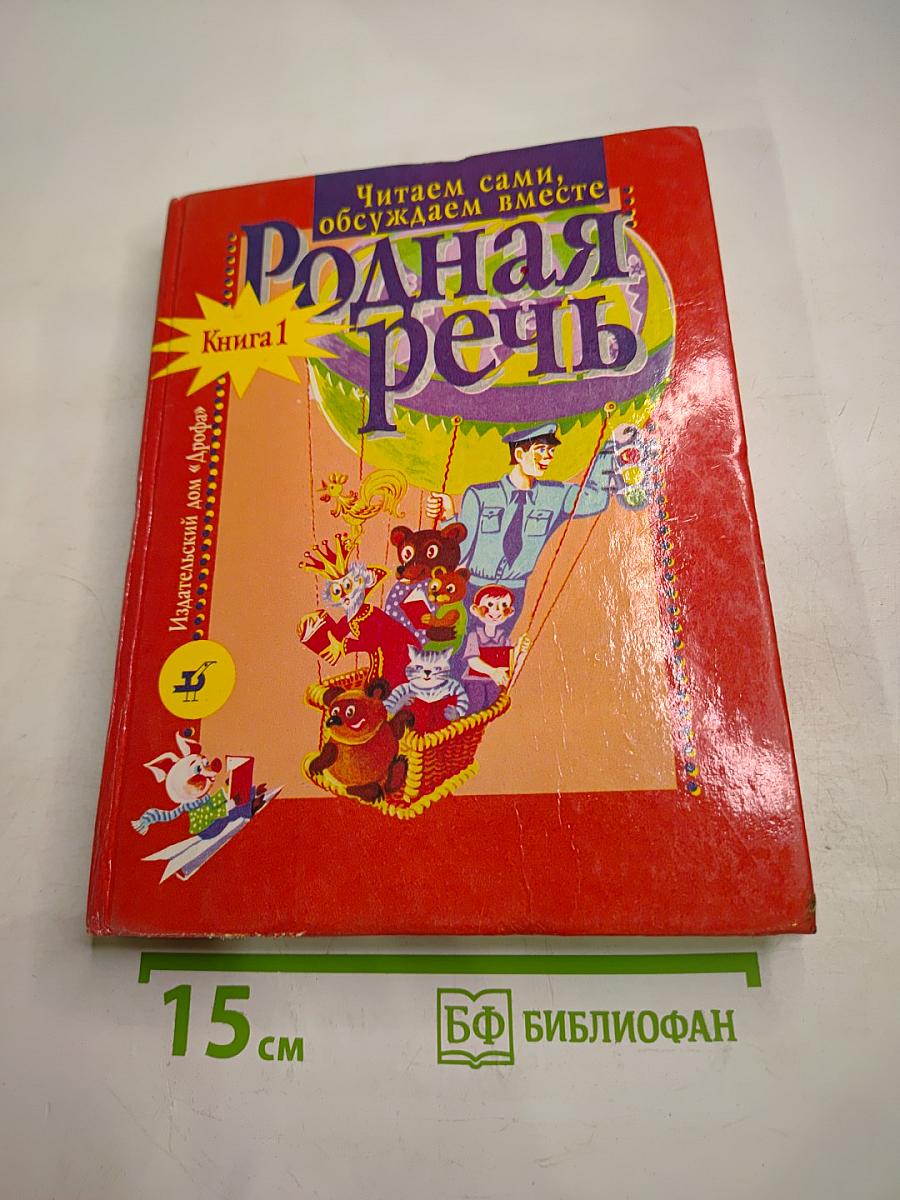 Читаем сами,
обсуждаем вместе
Родная
речь
Книга 1
Издательский дом «Дрофа»
15 см
БФ БИБЛИОФАН